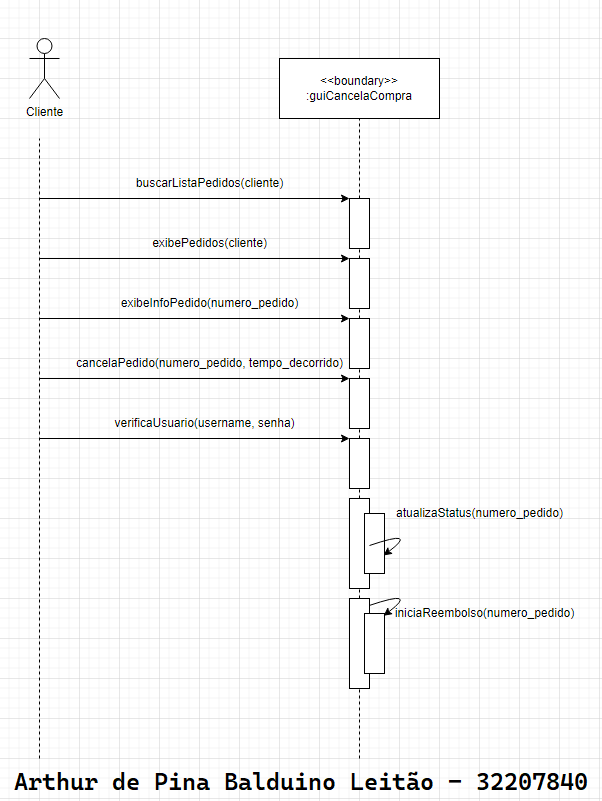 <<boundary>>
:guiCancelaCompra
Cliente
buscarListaPedidos(cliente)
exibePedidos(cliente)
exibeInfoPedido(numero_pedido)
cancelaPedido(numero_pedido, tempo_decorrido)
verificaUsuario(username, senha)
atualizaStatus(numero_pedido)
iniciaReembolso(numero_pedido)
Arthur de Pina Balduino Leitão – 32207840